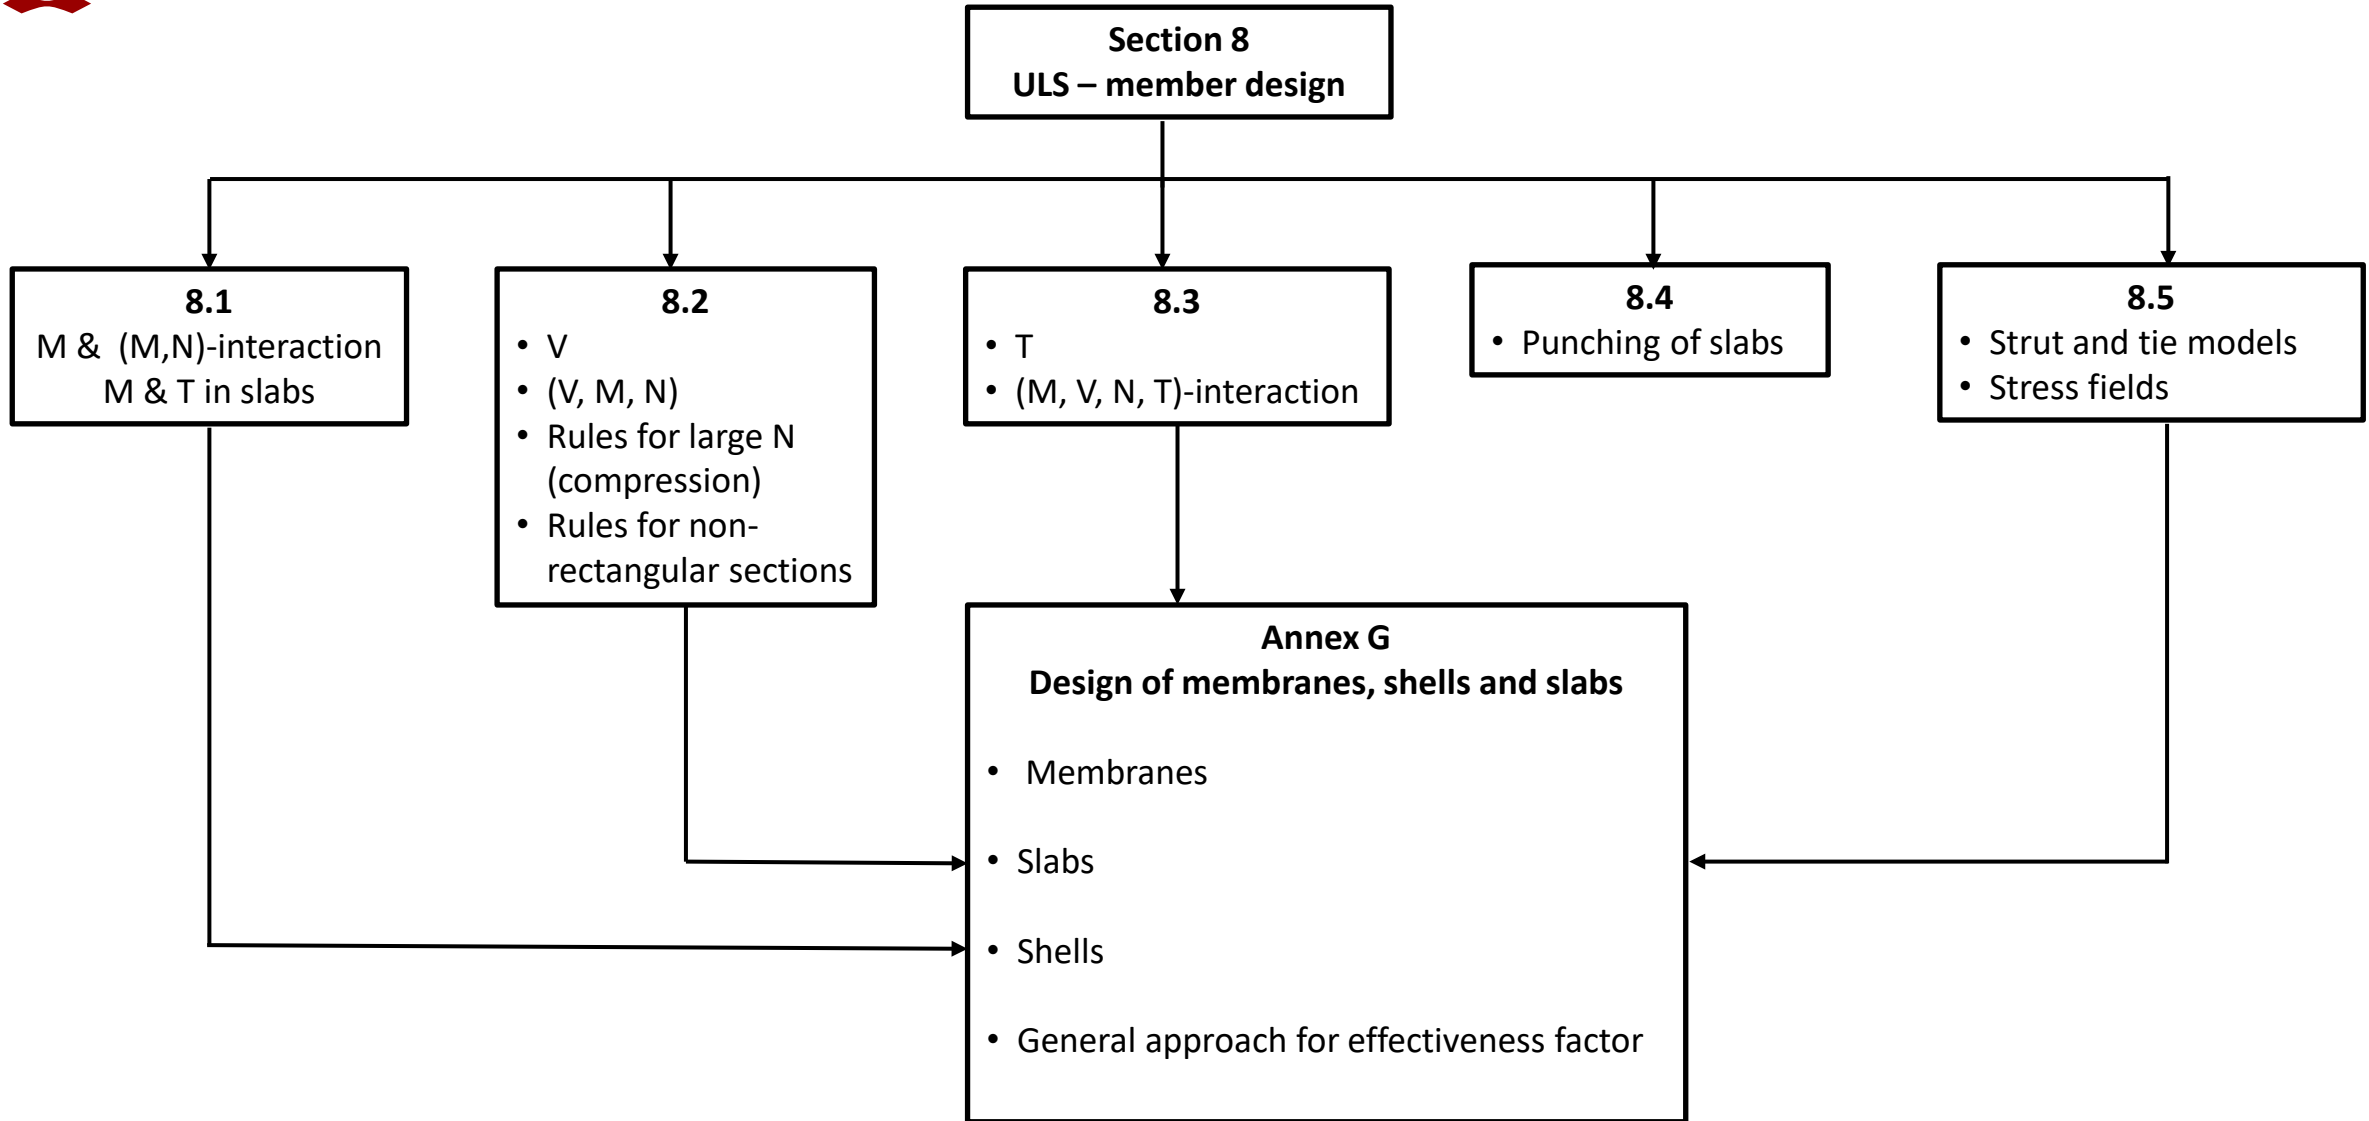 Section 8
ULS – member design
8.1
M & (M,N)-interaction
M & T in slabs
8.2
• V
• (V, M, N)
• Rules for large N
(compression)
• Rules for non-
rectangular sections
8.3
• T
• (M, V, N, T)-interaction
8.4
• Punching of slabs
8.5
• Strut and tie models
• Stress fields
Annex G
Design of membranes, shells and slabs
• Membranes
• Slabs
• Shells
• General approach for effectiveness factor